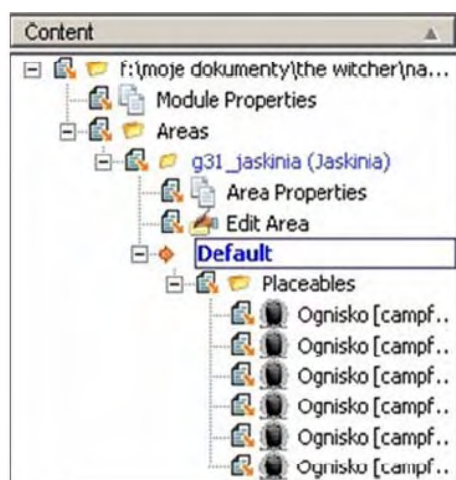 Content
f:\moje dokumenty\the witcher\na...
Module Properties
Areas
g31_jaskinia (Jaskinia)
Area Properties
Edit Area
Default
Placeables
Ognisko [campf..
Ognisko [campf..
Ognisko [campf..
Ognisko [campf..
Ognisko [campf..
Ognisko [campf..